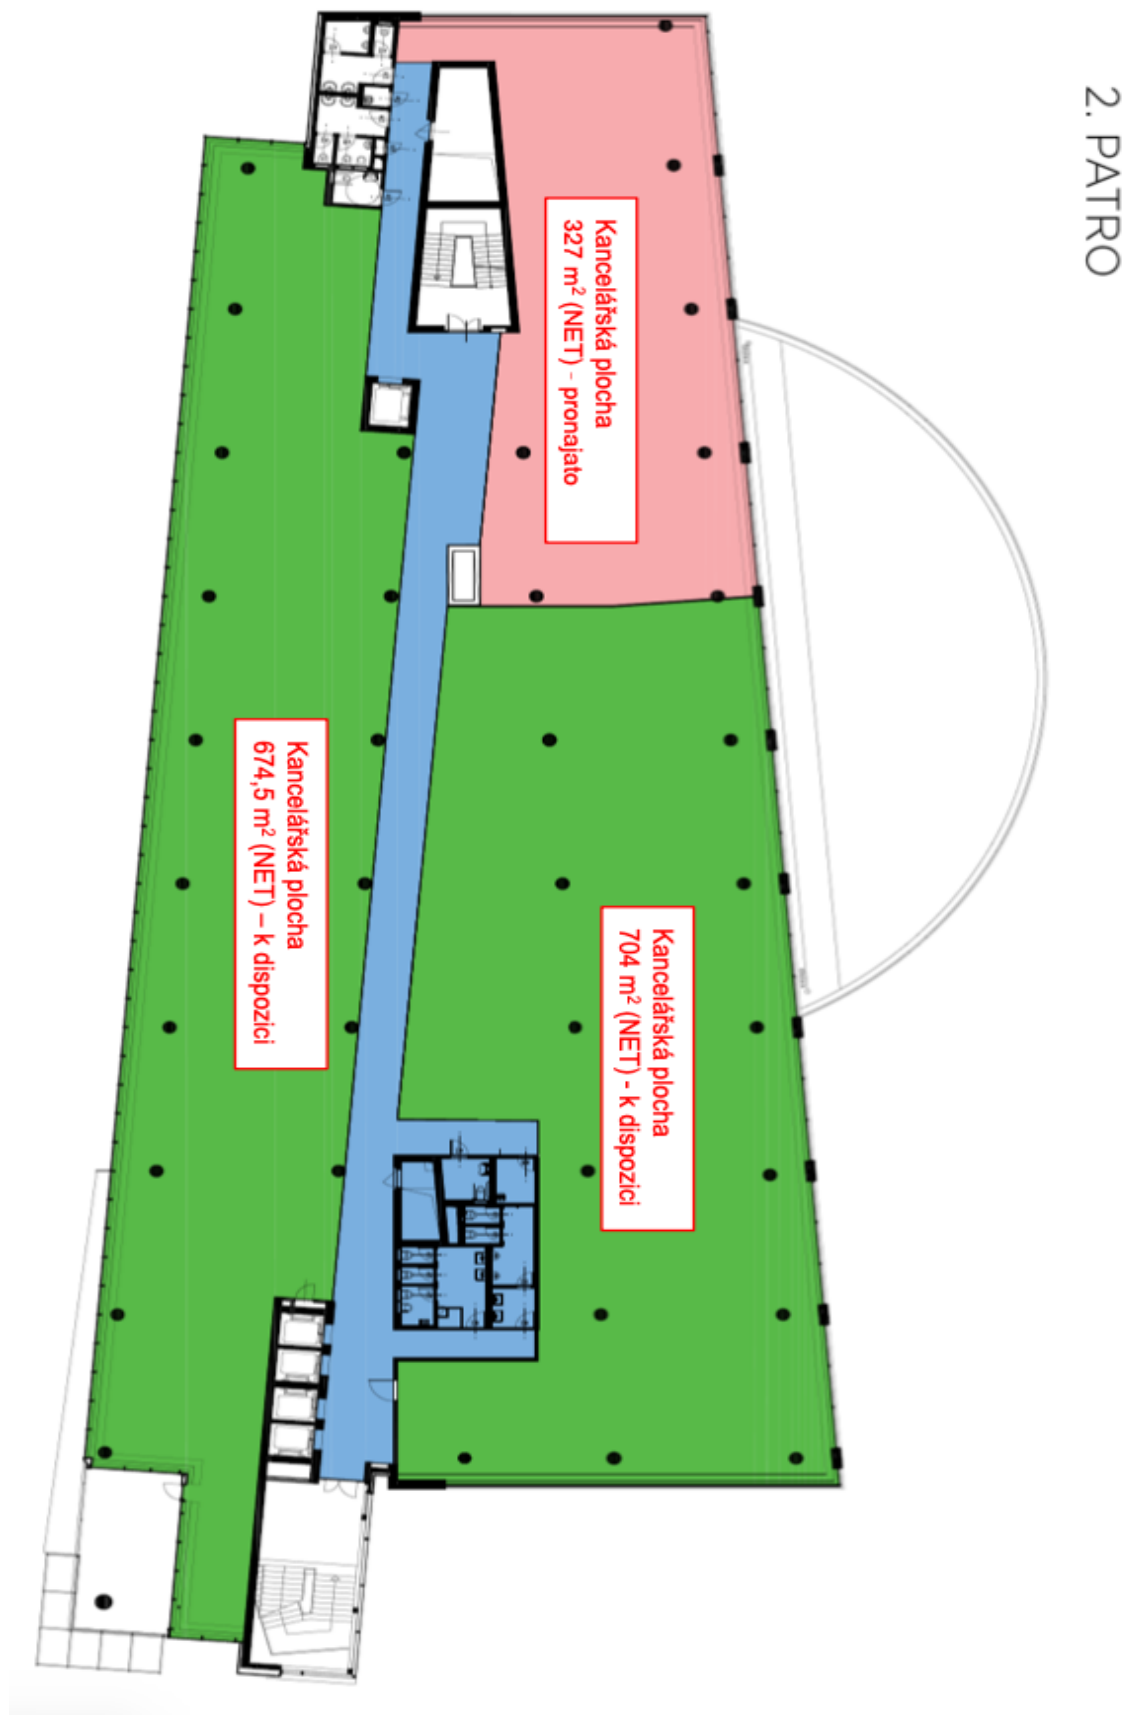 2. PATRO
Kancelářská plocha
327 m² (NET) - pronajato
Kancelářská plocha
704 m² (NET) - k dispozici
Kancelářská plocha
674,5 m² (NET) – k dispozici